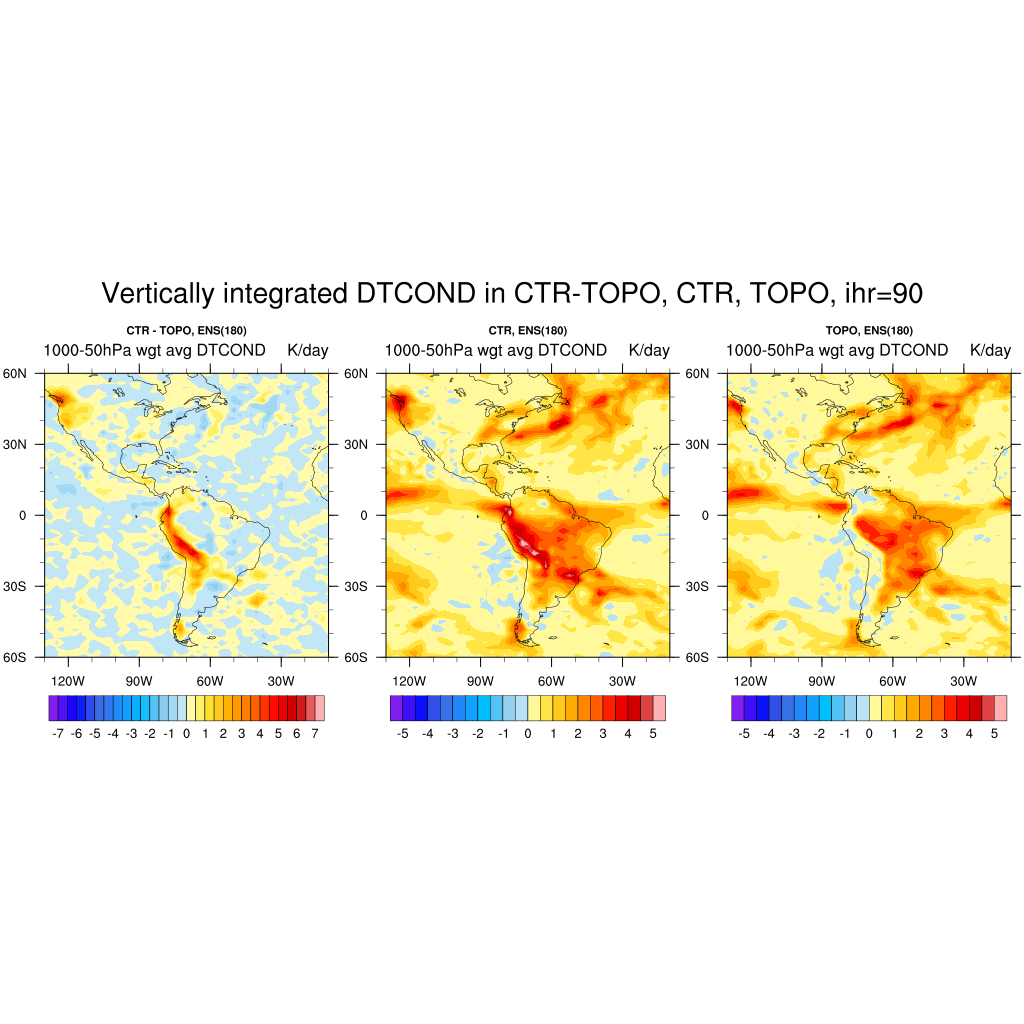 Vertically integrated DTCOND in CTR-TOPO, CTR, TOPO, ihr=90
CTR - TOPO, ENS(180)
1000-50hPa wgt avg DTCOND K/day
60N
30N
0
30S
60S
120W 90W 60W 30W
-7 -6 -5 -4 -3 -2 -1 0 1 2 3 4 5 6 7
CTR, ENS(180)
1000-50hPa wgt avg DTCOND K/day
60N
30N
0
30S
60S
120W 90W 60W 30W
-5 -4 -3 -2 -1 0 1 2 3 4 5
TOPO, ENS(180)
1000-50hPa wgt avg DTCOND K/day
60N
30N
0
30S
60S
120W 90W 60W 30W
-5 -4 -3 -2 -1 0 1 2 3 4 5